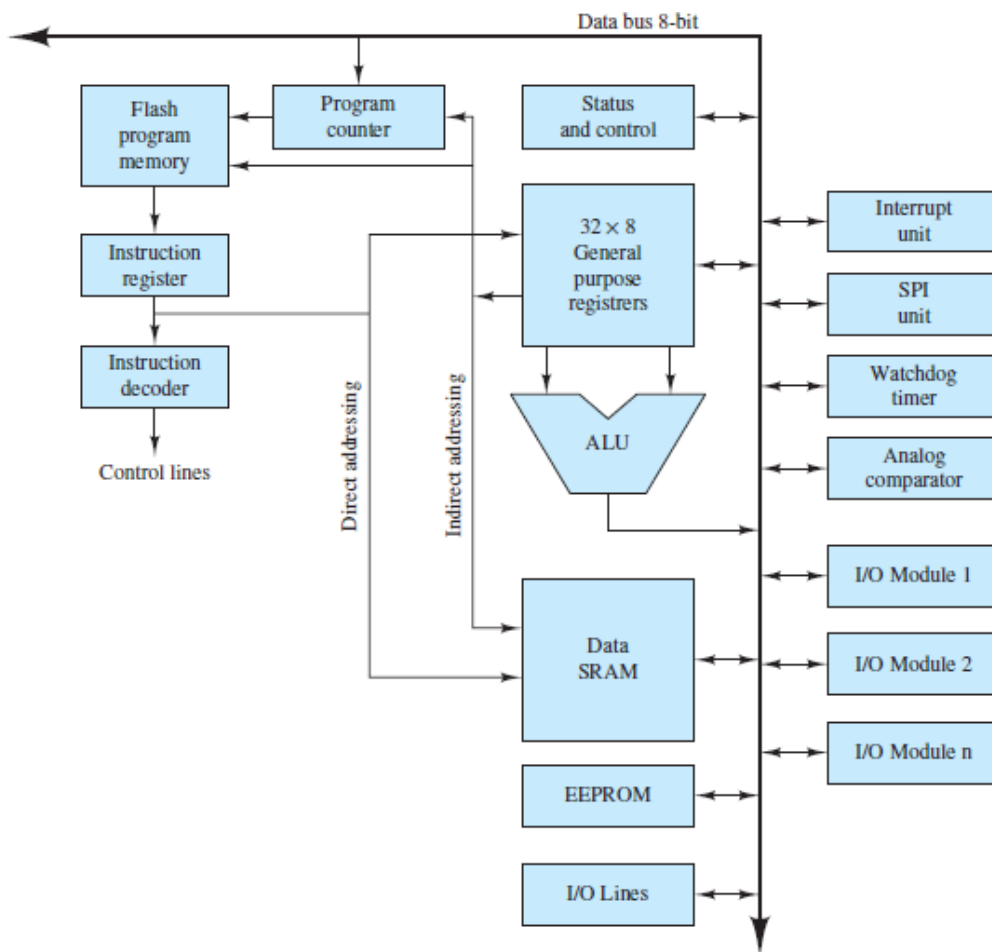 Data bus 8-bit
Flash
program
memory
Program
counter
Status
and control
Instruction
register
32 × 8
General
purpose
registrers
Interrupt
unit
SPI
unit
Instruction
decoder
Watchdog
timer
Control lines
Direct addressing
Indirect addressing
ALU
Analog
comparator
I/O Module 1
Data
SRAM
I/O Module 2
I/O Module n
EEPROM
I/O Lines